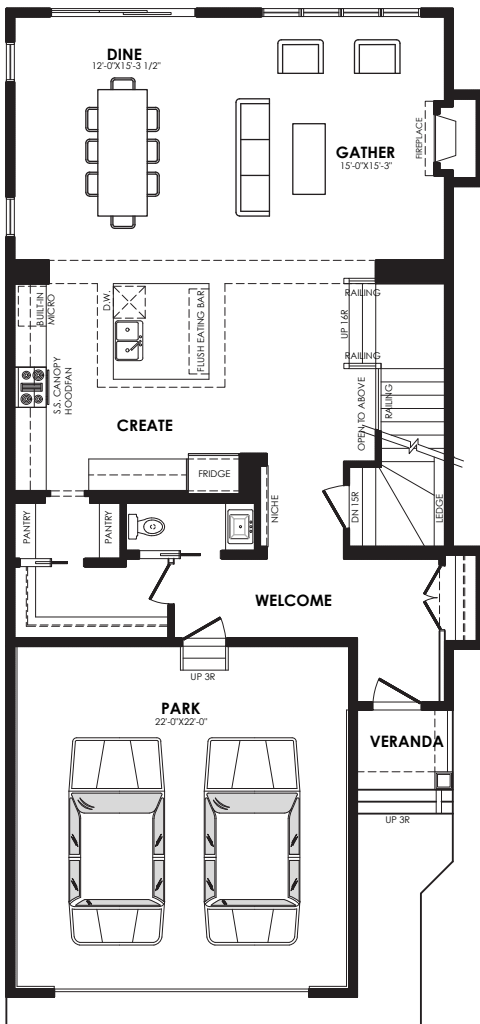 DINE
12'-0"X15'-3 1/2"
GATHER
15'-0"X15'-3"
FIREPLACE
BUILT-IN
MICRO
D.W.
FLUSH EATING BAR
RAILING
UP 16R
RAILING
S.S. CANOPY
HOODFAN
OPEN TO ABOVE
RAILING
CREATE
FRIDGE
NICHE
DN 15R
LEDGE
PANTRY
PANTRY
WELCOME
UP 3R
PARK
22'-0"X22'-0"
VERANDA
UP 3R